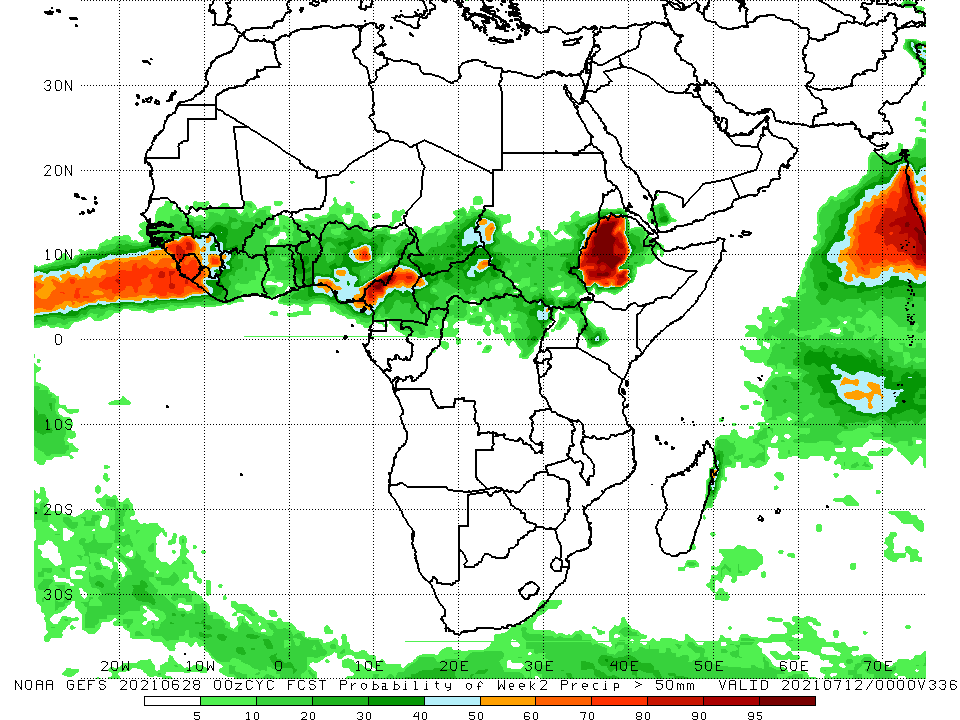 30N
20N
10N
0
10S
20S
30S
20W 10W 0 10E 20E 30E 40E 50E 60E 70E
NOAA GEFS 20210628 00zCYC FCST Probability of Week2 Precip > 50mm VALID 20210712/0000V336
5 10 20 30 40 50 60 70 80 90 95